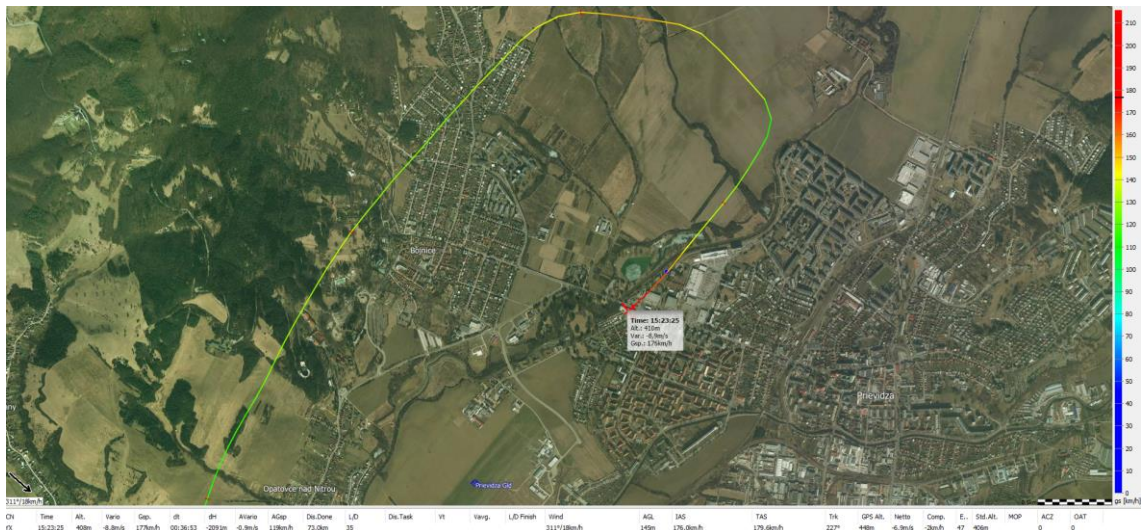 210
200
190
180
170
160
150
140
130
120
110
100
90
80
70
60
50
40
30
20
10
0
gs [km/h]
Bojnice
Time: 15:23:25
Alt.: 418m
Var.: -8,9m/s
Gsp.: 176km/h
Prievidza
any
Prievidza Gld
Opatovce nad Nitrou
311°/18km/h
CN Time Alt. Vario Gsp. dt dH AVario AGsp Dis.Done L/D Dis.Task Vt Vavg. L/D Finish Wind AGL IAS TAS Trk GPS Alt. Netto Comp. E.. Std.Alt. MOP ACZ OAT
YX 15:23:25 408m -8.8m/s 177km/h 00:36:53 -2091m -0.9m/s 119km/h 73.0km 35 311°/18km/h 145m 176.0km/h 179.6km/h 227° 448m -6.9m/s -2km/h 47 406m 0